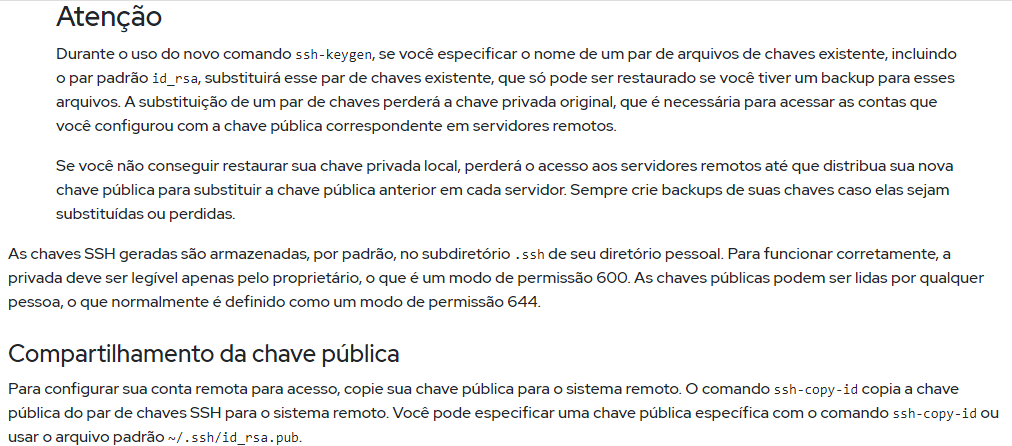 Atenção
Durante o uso do novo comando ssh-keygen, se você especificar o nome de um par de arquivos de chaves existente, incluindo
o par padrão id_rsa, substituirá esse par de chaves existente, que só pode ser restaurado se você tiver um backup para esses
arquivos. A substituição de um par de chaves perderá a chave privada original, que é necessária para acessar as contas que
você configurou com a chave pública correspondente em servidores remotos.
Se você não conseguir restaurar sua chave privada local, perderá o acesso aos servidores remotos até que distribua sua nova
chave pública para substituir a chave pública anterior em cada servidor. Sempre crie backups de suas chaves caso elas sejam
substituídas ou perdidas.
As chaves SSH geradas são armazenadas, por padrão, no subdiretório .ssh de seu diretório pessoal. Para funcionar corretamente, a
privada deve ser legível apenas pelo proprietário, o que é um modo de permissão 600. As chaves públicas podem ser lidas por qualquer
pessoa, o que normalmente é definido como um modo de permissão 644.
Compartilhamento da chave pública
Para configurar sua conta remota para acesso, copie sua chave pública para o sistema remoto. O comando ssh-copy-id copia a chave
pública do par de chaves SSH para o sistema remoto. Você pode especificar uma chave pública específica com o comando ssh-copy-id ou
usar o arquivo padrão ~/.ssh/id_rsa.pub.